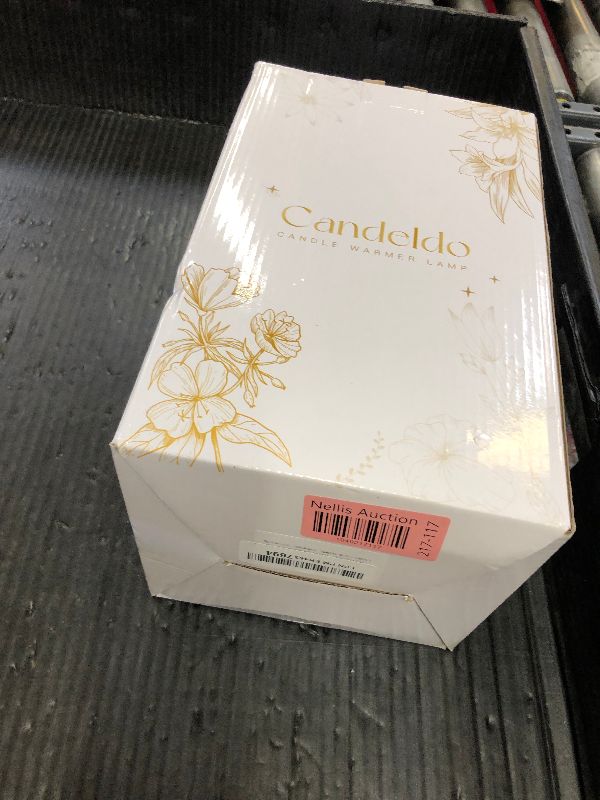 Candeldo
CANDLE WARMER LAMP
Nellis Auction
217-117